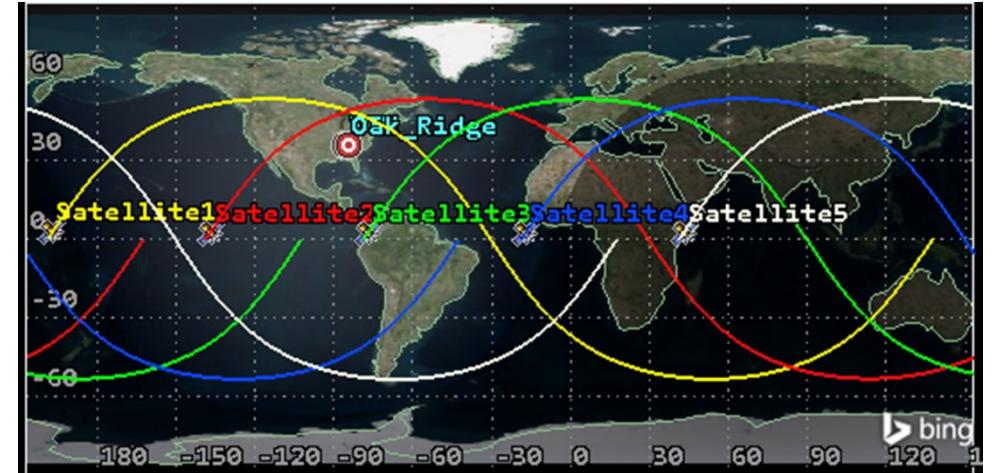 60
Oak_Ridge
30
0 Satellite1 Satellite2 Satellite3 Satellite4 Satellite5
-30
-60
bing
180 -150 -120 -90 -60 -30 0 30 60 90 120 1